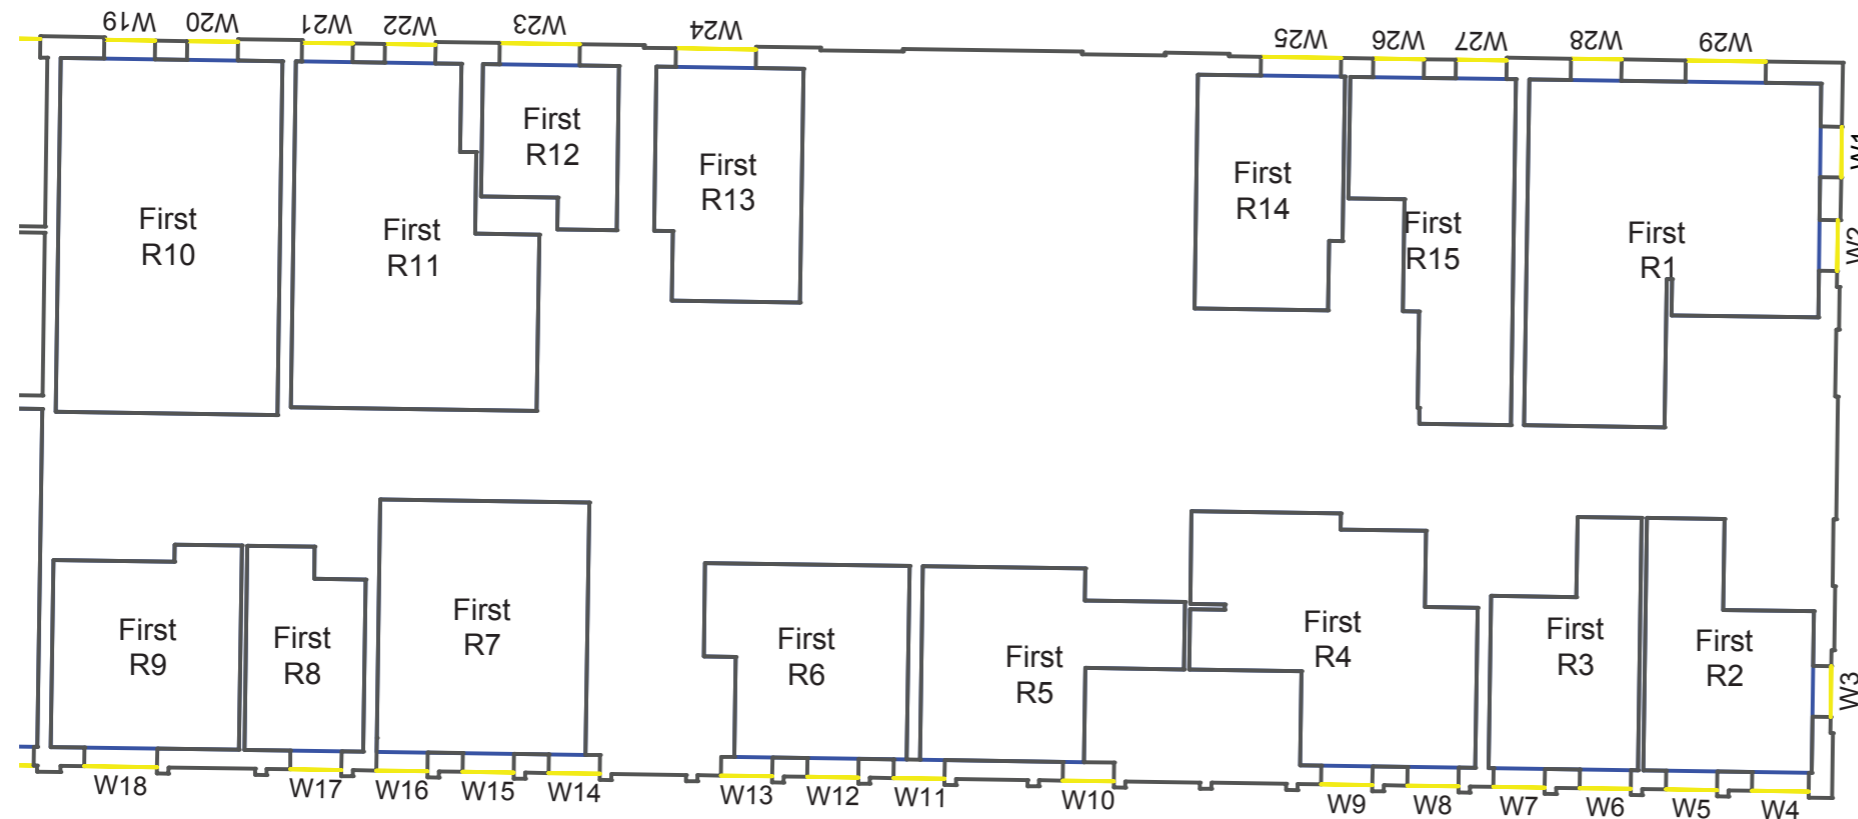 W19 W20 W21 W22 W23 W24 W25 W26 W27 W28 W29
First
R10
First
R11
First
R12
First
R13
First
R14
First
R15
First
R1
W1
W2
First
R9
First
R8
First
R7
First
R6
First
R5
First
R4
First
R3
First
R2
W3
W18 W17 W16 W15 W14 W13 W12 W11 W10 W9 W8 W7 W6 W5 W4